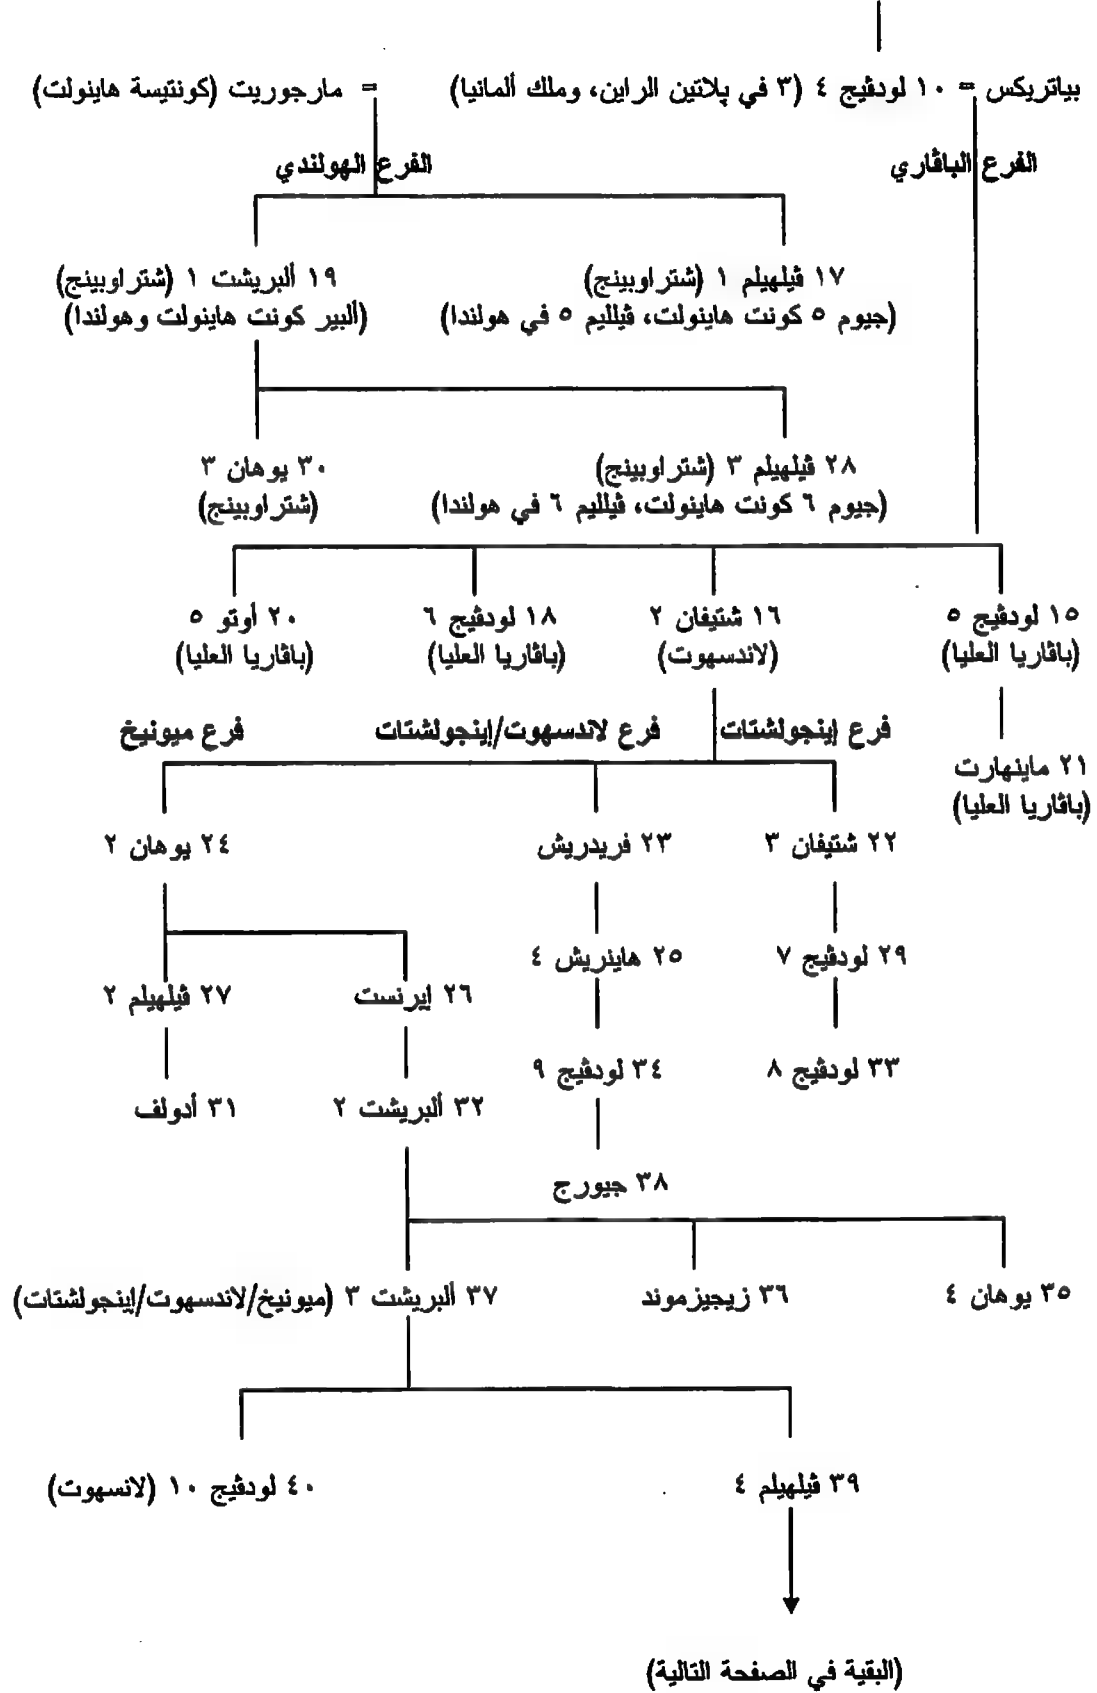 بياتريكس = ١٠ لودڤيج ٤ (٣ في پلاتين الراين، وملك ألمانيا) = مارجوريت (كونتيسة هاينولت)
الفرع الباڤاري
الفرع الهولندي
١٧ ڤيلهيلم ١ (شتراوبينج)
(جيوم ٥ كونت هاينولت، ڤيلليم ٥ في هولندا)
١٩ ألبريشت ١ (شتراوبينج)
(ألبير كونت هاينولت وهولندا)
٢٨ ڤيلهيلم ٣ (شتراوبينج)
(جيوم ٦ كونت هاينولت، ڤيلليم ٦ في هولندا)
٣٠ يوهان ٣
(شتراوبينج)
١٥ لودڤيج ٥
(باڤاريا العليا)
١٦ شتيفان ٢
(لاندسهوت)
١٨ لودڤيج ٦
(باڤاريا العليا)
٢٠ أوتو ٥
(باڤاريا العليا)
فرع إينجولشتات
فرع لاندسهوت/إينجولشتات
فرع ميونيخ
٢١ ماينهارت
(باڤاريا العليا)
٢٢ شتيفان ٣
٢٣ فريدريش
٢٤ يوهان ٢
٢٩ لودڤيج ٧
٢٥ هاينريش ٤
٢٦ إيرنست
٢٧ ڤيلهيلم ٢
٣٣ لودڤيج ٨
٣٤ لودڤيج ٩
٣٢ ألبريشت ٢
٣١ أدولف
٣٨ جيورج
٣٥ يوهان ٤
٣٦ زيجيزموند
٣٧ ألبريشت ٣ (ميونيخ/لاندسهوت/إينجولشتات)
٣٩ ڤيلهيلم ٤
٤٠ لودڤيج ١٠ (لانسهوت)
(البقية في الصفحة التالية)